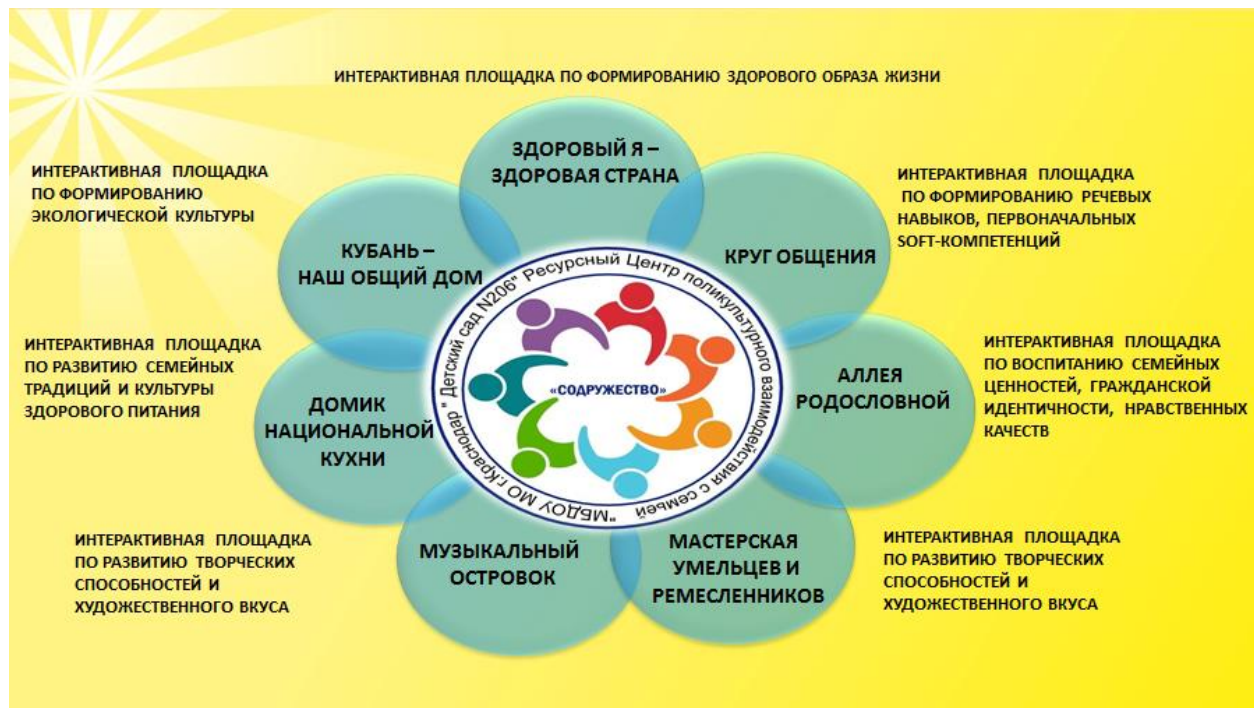 ИНТЕРАКТИВНАЯ ПЛОЩАДКА ПО ФОРМИРОВАНИЮ ЗДОРОВОГО ОБРАЗА ЖИЗНИ
ЗДОРОВЫЙ Я –
ЗДОРОВАЯ СТРАНА
ИНТЕРАКТИВНАЯ ПЛОЩАДКА
ПО ФОРМИРОВАНИЮ
ЭКОЛОГИЧЕСКОЙ КУЛЬТУРЫ
КУБАНЬ –
НАШ ОБЩИЙ ДОМ
КРУГ ОБЩЕНИЯ
ИНТЕРАКТИВНАЯ ПЛОЩАДКА
ПО ФОРМИРОВАНИЮ РЕЧЕВЫХ
НАВЫКОВ, ПЕРВОНАЧАЛЬНЫХ
SOFT-КОМПЕТЕНЦИЙ
ИНТЕРАКТИВНАЯ ПЛОЩАДКА
ПО РАЗВИТИЮ СЕМЕЙНЫХ
ТРАДИЦИЙ И КУЛЬТУРЫ
ЗДОРОВОГО ПИТАНИЯ
ДОМИК
НАЦИОНАЛЬНОЙ
КУХНИ
"МБДОУ МО г.Краснодар " Детский сад N206" Ресурсный Центр поликультурного взаимодействия с семьей
«СОДРУЖЕСТВО»
АЛЛЕЯ
РОДОСЛОВНОЙ
ИНТЕРАКТИВНАЯ ПЛОЩАДКА
ПО ВОСПИТАНИЮ СЕМЕЙНЫХ
ЦЕННОСТЕЙ, ГРАЖДАНСКОЙ
ИДЕНТИЧНОСТИ, НРАВСТВЕННЫХ
КАЧЕСТВ
ИНТЕРАКТИВНАЯ ПЛОЩАДКА
ПО РАЗВИТИЮ ТВОРЧЕСКИХ
СПОСОБНОСТЕЙ И
ХУДОЖЕСТВЕННОГО ВКУСА
МУЗЫКАЛЬНЫЙ
ОСТРОВОК
МАСТЕРСКАЯ
УМЕЛЬЦЕВ И
РЕМЕСЛЕННИКОВ
ИНТЕРАКТИВНАЯ ПЛОЩАДКА
ПО РАЗВИТИЮ ТВОРЧЕСКИХ
СПОСОБНОСТЕЙ И
ХУДОЖЕСТВЕННОГО ВКУСА